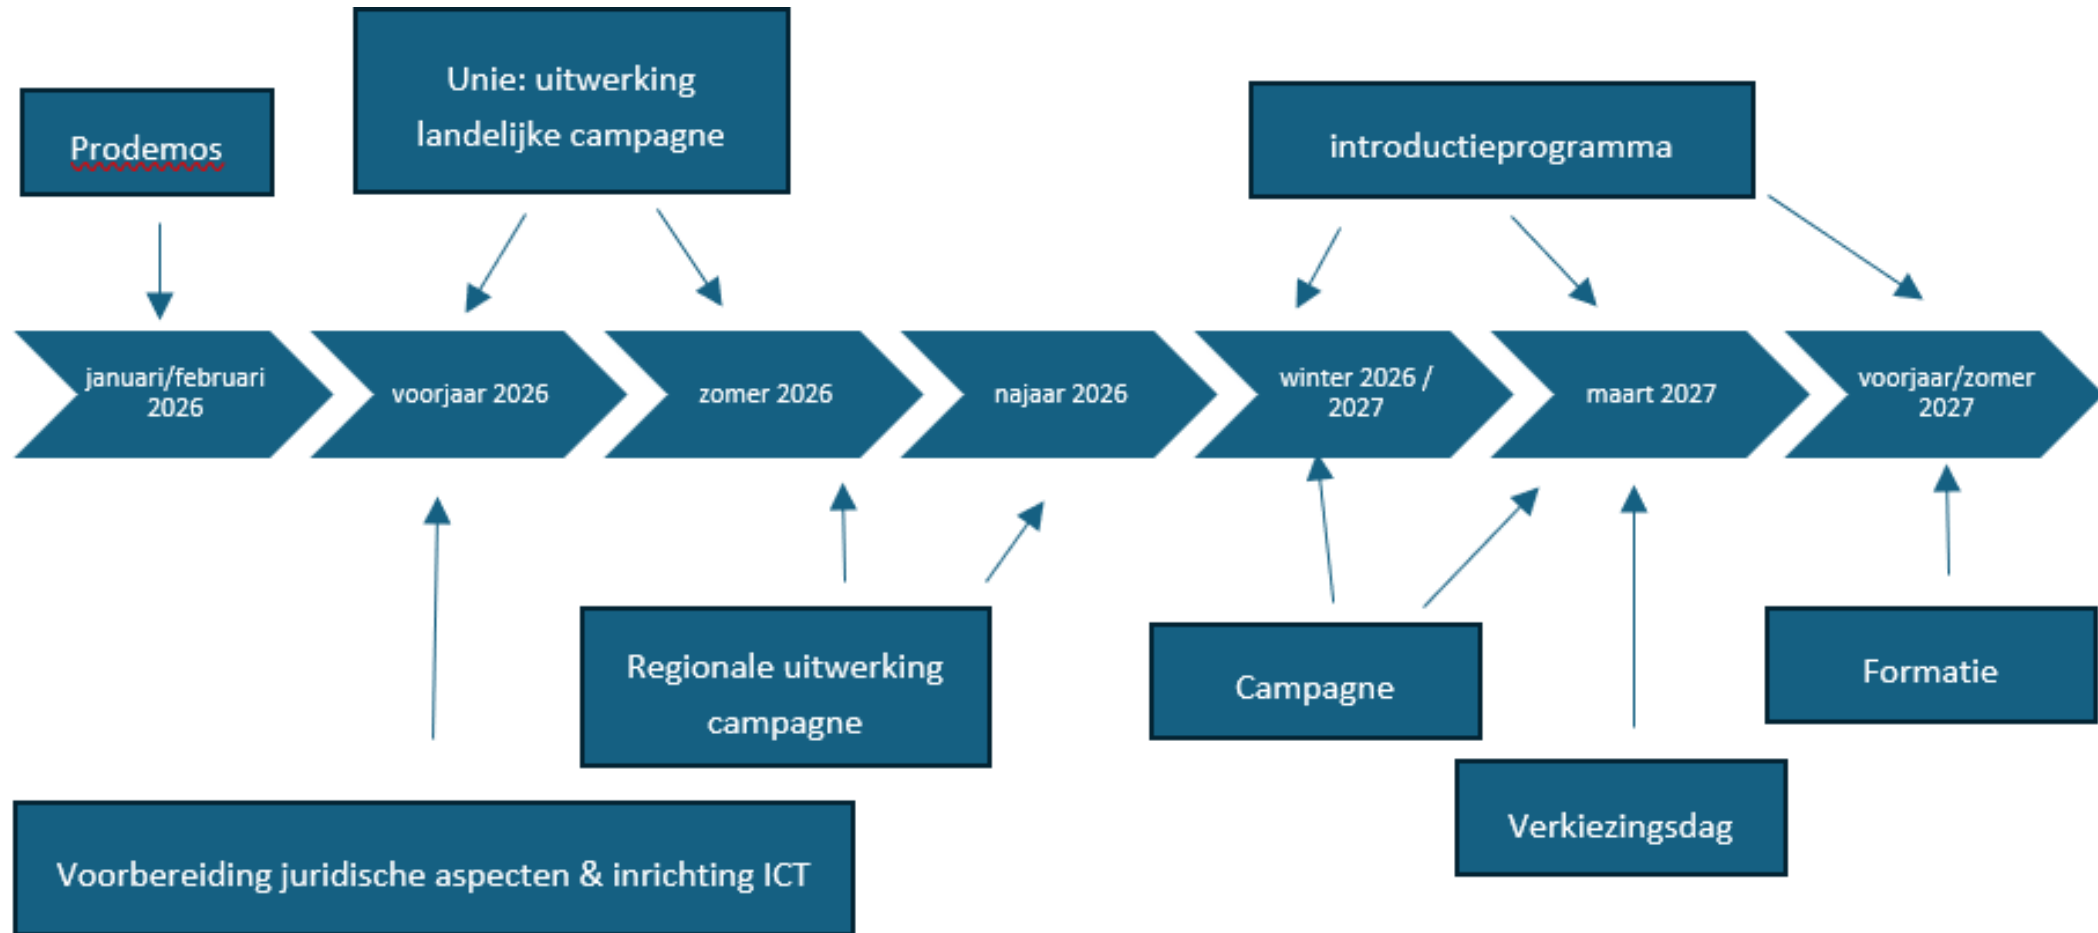 Prodemos
Unie: uitwerking
landelijke campagne
introductieprogramma
januari/februari
2026
voorjaar 2026
zomer 2026
najaar 2026
winter 2026 /
2027
maart 2027
voorjaar/zomer
2027
Regionale uitwerking
campagne
Campagne
Formatie
Verkiezingsdag
Voorbereiding juridische aspecten & inrichting ICT